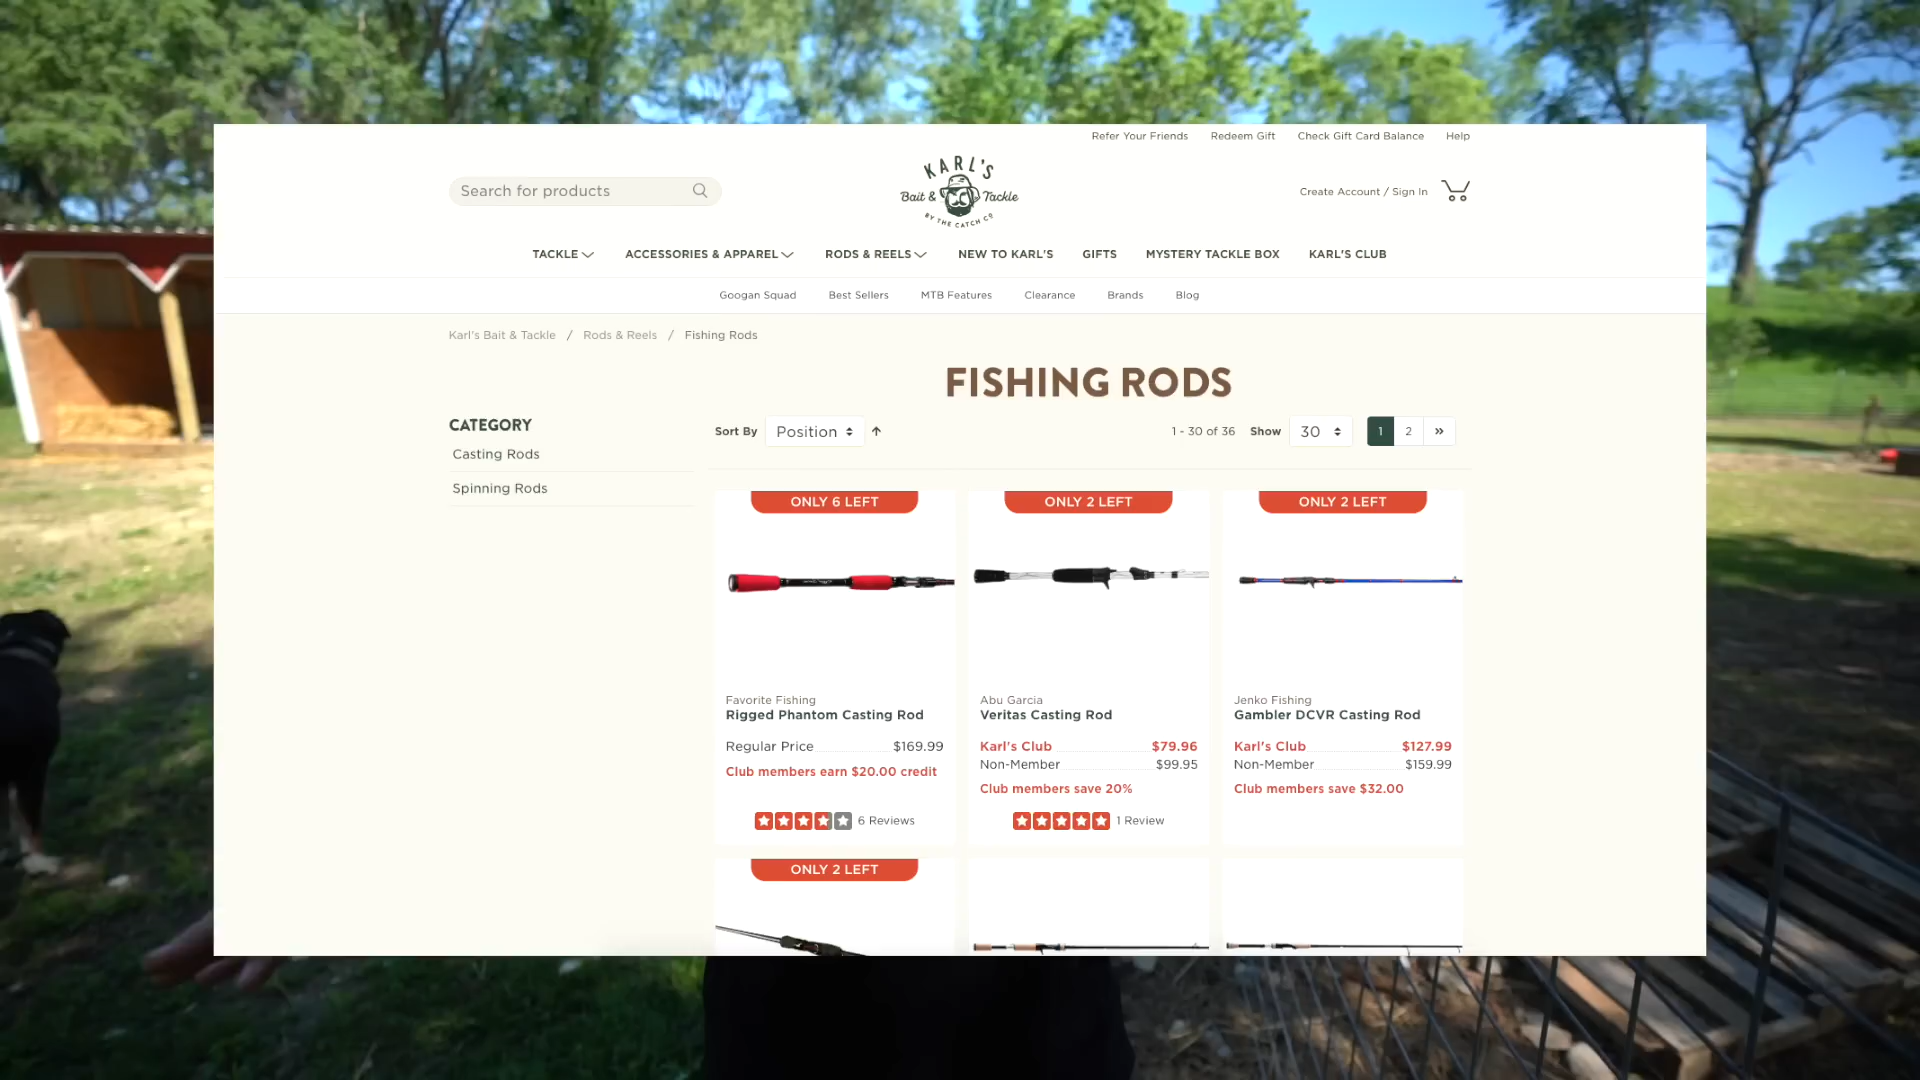 Refer Your Friends Redeem Gift Check Gift Card Balance Help
Search for products
KARL'S
Bait & Tackle
BY THE CATCH CO
Create Account / Sign In
TACKLE ACCESSORIES & APPAREL RODS & REELS NEW TO KARL'S GIFTS MYSTERY TACKLE BOX KARL'S CLUB
Googan Squad Best Sellers MTB Features Clearance Brands Blog
Karl's Bait & Tackle / Rods & Reels / Fishing Rods
FISHING RODS
CATEGORY
Casting Rods
Spinning Rods
Sort By Position 1 - 30 of 36 Show 30 1 2 »
ONLY 6 LEFT
Favorite Fishing
Rigged Phantom Casting Rod
Regular Price $169.99
Club members earn $20.00 credit
6 Reviews
ONLY 2 LEFT
Abu Garcia
Veritas Casting Rod
Karl's Club $79.96
Non-Member $99.95
Club members save 20%
1 Review
ONLY 2 LEFT
Jenko Fishing
Gambler DCVR Casting Rod
Karl's Club $127.99
Non-Member $159.99
Club members save $32.00
ONLY 2 LEFT